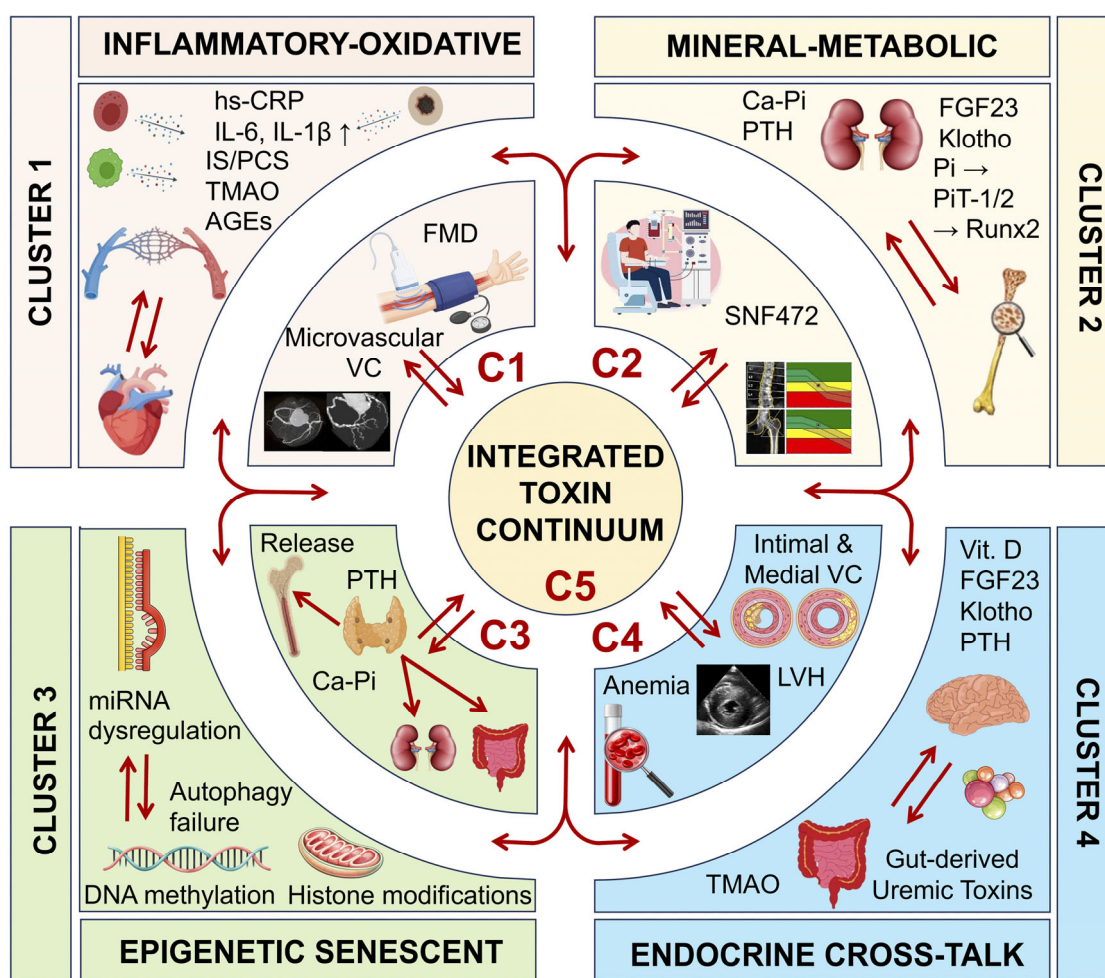 INFLAMMATORY-OXIDATIVE
MINERAL-METABOLIC
CLUSTER 1
hs-CRP
IL-6, IL-1β ↑
IS/PCS
TMAO
AGEs
FMD
Microvascular
VC
C1
CLUSTER 2
Ca-Pi
PTH
FGF23
Klotho
Pi →
PiT-1/2
→ Runx2
SNF472
C2
INTEGRATED
TOXIN
CONTINUUM
C5
CLUSTER 3
miRNA
dysregulation
Autophagy
failure
DNA methylation
Histone modifications
Release
PTH
Ca-Pi
C3
CLUSTER 4
Intimal &
Medial VC
Anemia
LVH
C4
Vit. D
FGF23
Klotho
PTH
TMAO
Gut-derived
Uremic Toxins
EPIGENETIC SENESCENT
ENDOCRINE CROSS-TALK